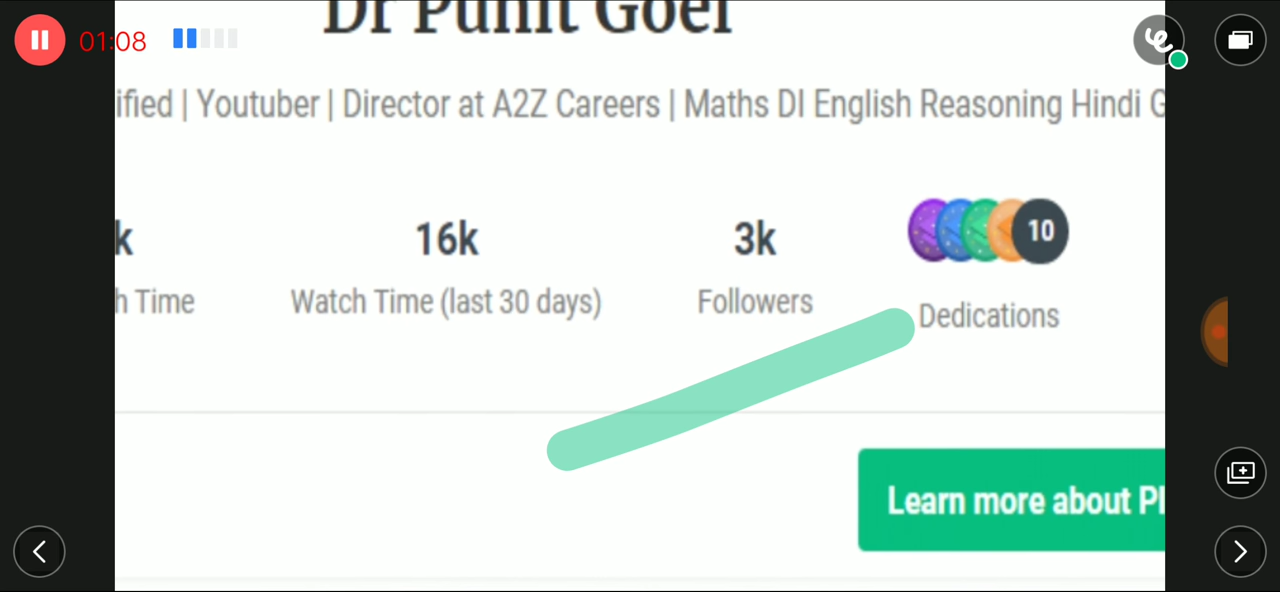 Dr Punit Goel
01:08
ified | Youtuber | Director at A2Z Careers | Maths DI English Reasoning Hindi G
k 16k 3k 10
h Time Watch Time (last 30 days) Followers Dedications
Learn more about Pl